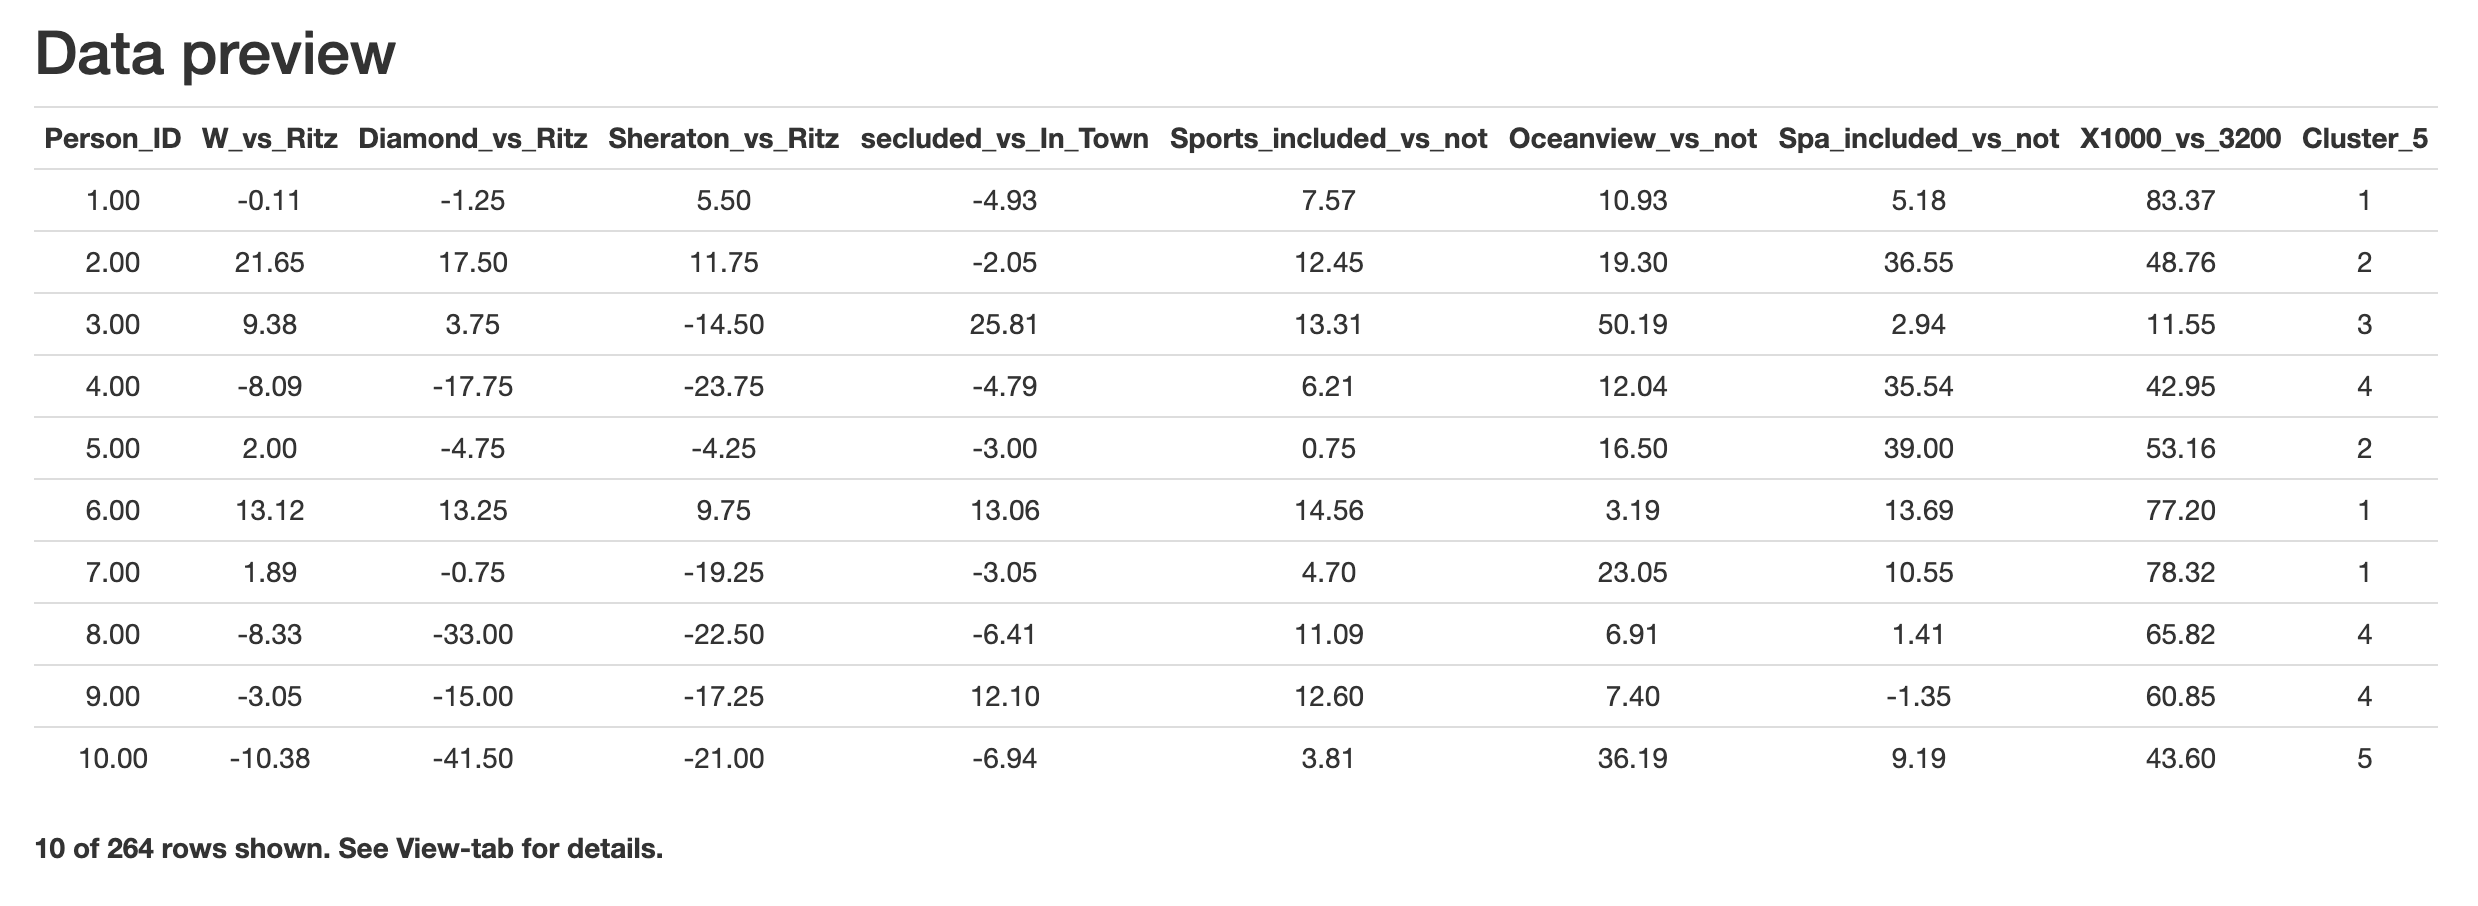 Data preview
Person_ID W_vs_Ritz Diamond_vs_Ritz Sheraton_vs_Ritz secluded_vs_In_Town Sports_included_vs_not Oceanview_vs_not Spa_included_vs_not X1000_vs_3200 Cluster_5
1.00 -0.11 -1.25 5.50 -4.93 7.57 10.93 5.18 83.37 1
2.00 21.65 17.50 11.75 -2.05 12.45 19.30 36.55 48.76 2
3.00 9.38 3.75 -14.50 25.81 13.31 50.19 2.94 11.55 3
4.00 -8.09 -17.75 -23.75 -4.79 6.21 12.04 35.54 42.95 4
5.00 2.00 -4.75 -4.25 -3.00 0.75 16.50 39.00 53.16 2
6.00 13.12 13.25 9.75 13.06 14.56 3.19 13.69 77.20 1
7.00 1.89 -0.75 -19.25 -3.05 4.70 23.05 10.55 78.32 1
8.00 -8.33 -33.00 -22.50 -6.41 11.09 6.91 1.41 65.82 4
9.00 -3.05 -15.00 -17.25 12.10 12.60 7.40 -1.35 60.85 4
10.00 -10.38 -41.50 -21.00 -6.94 3.81 36.19 9.19 43.60 5
10 of 264 rows shown. See View-tab for details.